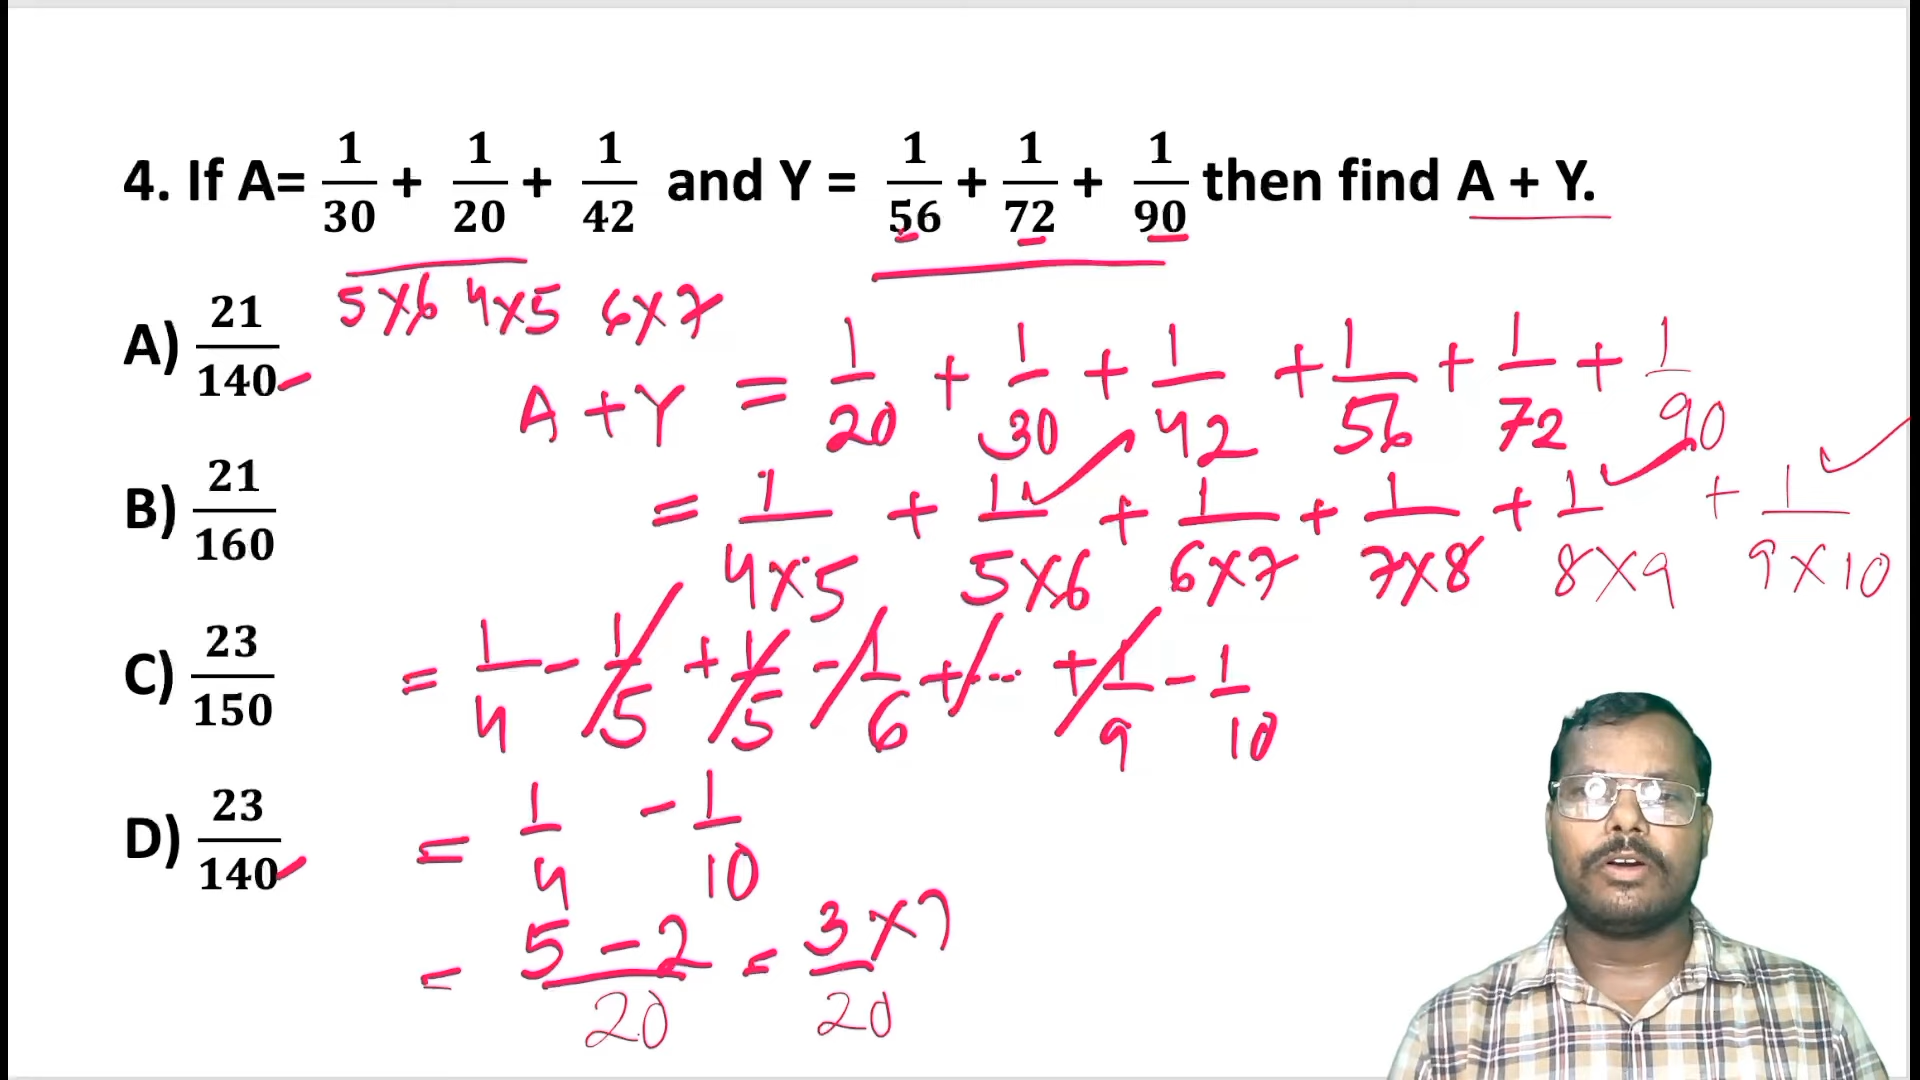 4. If A= 1/30 + 1/20 + 1/42 and Y = 1/56 + 1/72 + 1/90 then find A + Y.
5×6 4×5 6×7
A) 21/140
A + Y = 1/20 + 1/30 + 1/42 + 1/56 + 1/72 + 1/90
B) 21/160
= 1/4×5 + 1/5×6 + 1/6×7 + 1/7×8 + 1/8×9 + 1/9×10
C) 23/150
= 1/4 - 1/5 + 1/5 - 1/6 + ... + 1/9 - 1/10
D) 23/140
= 1/4 - 1/10
= 5 - 2/20 = 3/20 ×